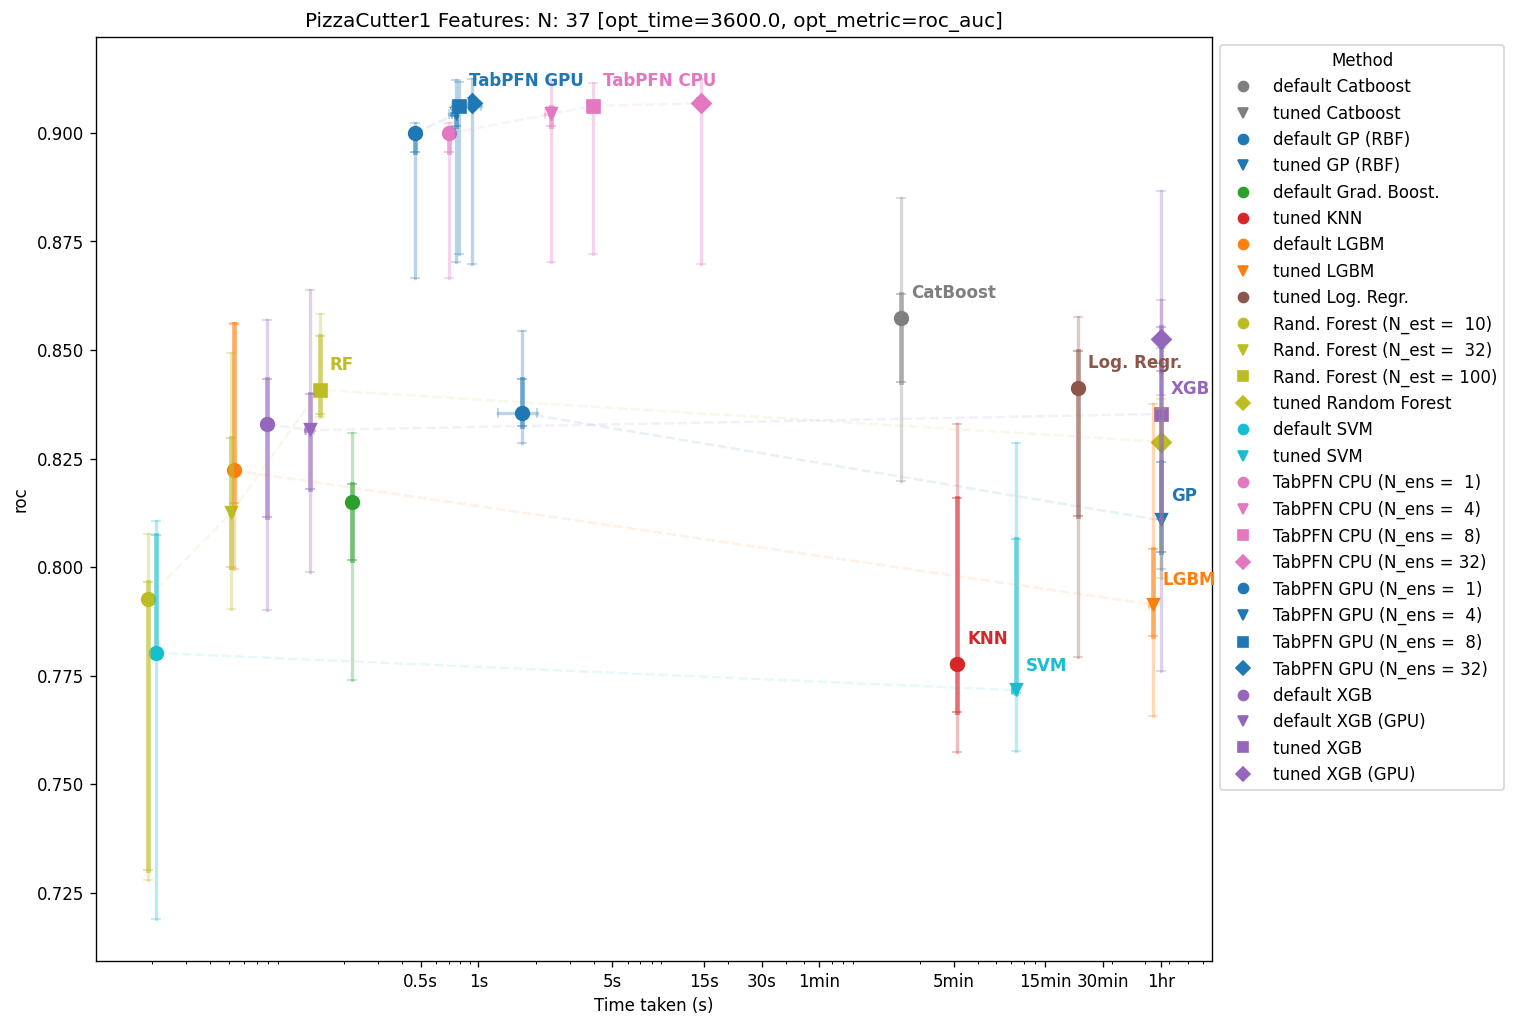 PizzaCutter1 Features: N: 37 [opt_time=3600.0, opt_metric=roc_auc]
roc
0.900
0.875
0.850
0.825
0.800
0.775
0.750
0.725
TabPFN GPU
TabPFN CPU
CatBoost
RF
Log. Regr.
XGB
GP
LGBM
KNN
SVM
0.5s
1s
5s
15s
30s
1min
5min
15min
30min
1hr
Time taken (s)
Method
default Catboost
tuned Catboost
default GP (RBF)
tuned GP (RBF)
default Grad. Boost.
tuned KNN
default LGBM
tuned LGBM
tuned Log. Regr.
Rand. Forest (N_est =  10)
Rand. Forest (N_est =  32)
Rand. Forest (N_est = 100)
tuned Random Forest
default SVM
tuned SVM
TabPFN CPU (N_ens =  1)
TabPFN CPU (N_ens =  4)
TabPFN CPU (N_ens =  8)
TabPFN CPU (N_ens = 32)
TabPFN GPU (N_ens =  1)
TabPFN GPU (N_ens =  4)
TabPFN GPU (N_ens =  8)
TabPFN GPU (N_ens = 32)
default XGB
default XGB (GPU)
tuned XGB
tuned XGB (GPU)